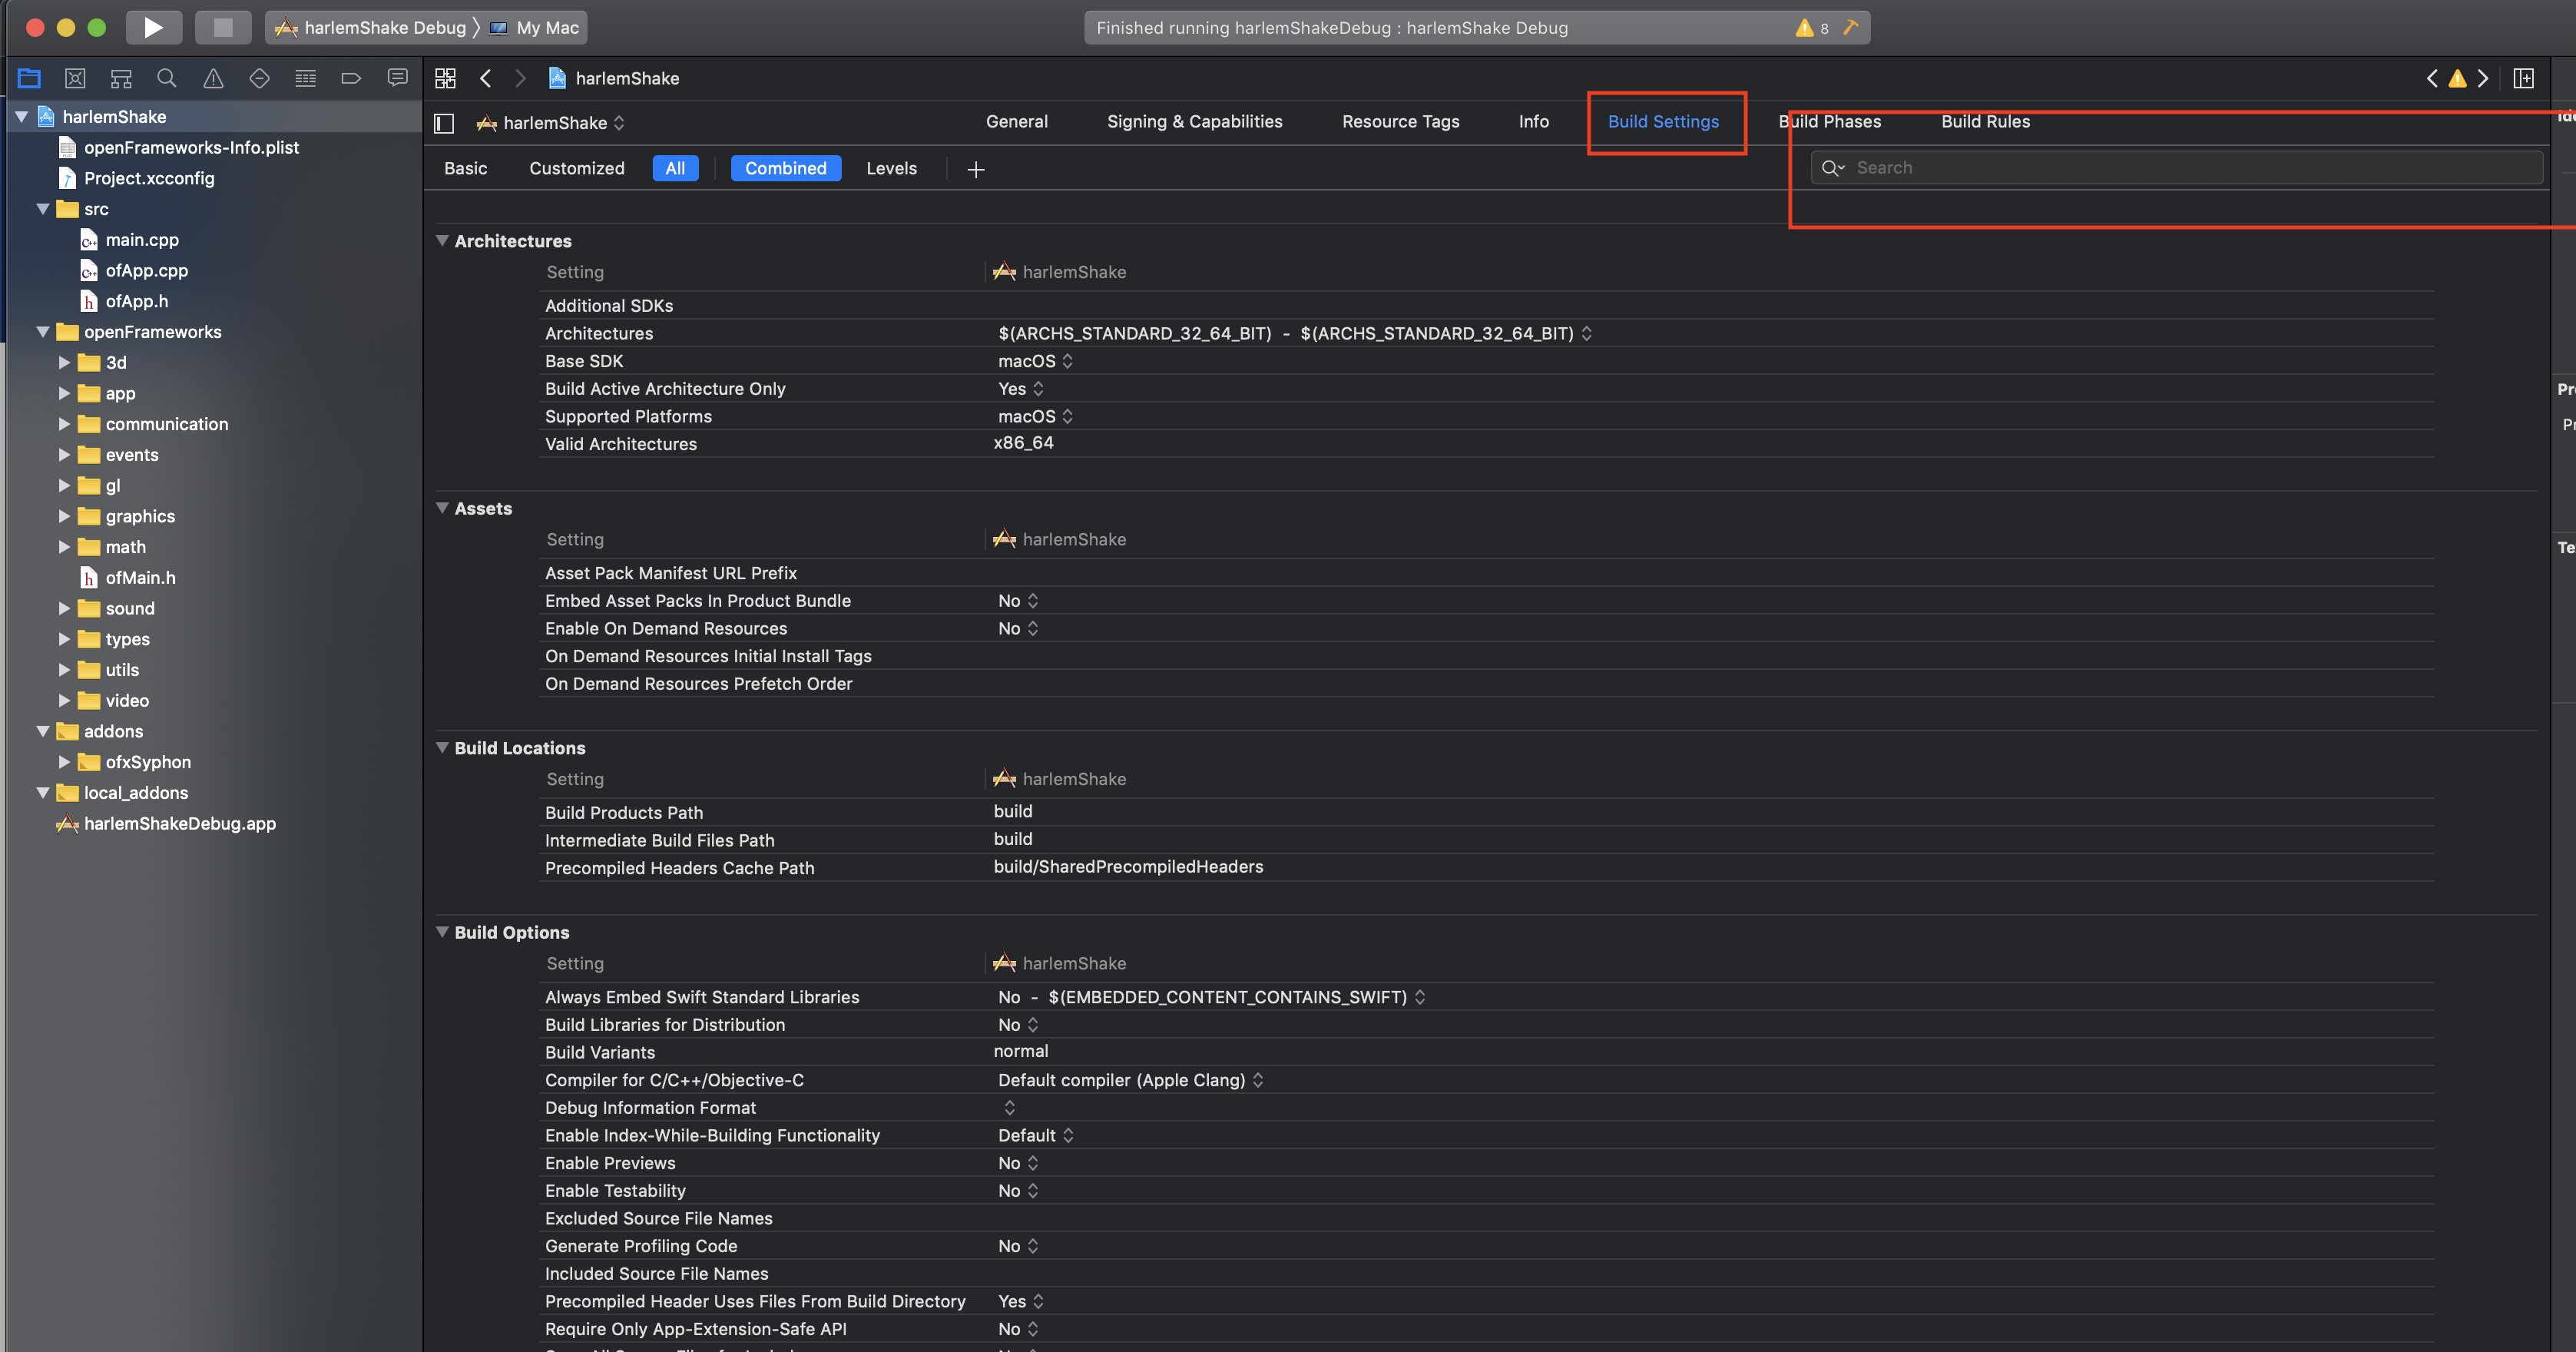 harlemShake Debug 〉 My Mac
Finished running harlemShakeDebug : harlemShake Debug
8
harlemShake
harlemShake
General Signing & Capabilities Resource Tags Info Build Settings Build Phases Build Rules
Basic Customized All Combined Levels +
Search
harlemShake
openFrameworks-Info.plist
Project.xcconfig
src
main.cpp
ofApp.cpp
ofApp.h
openFrameworks
3d
app
communication
events
gl
graphics
math
ofMain.h
sound
types
utils
video
addons
ofxSyphon
local_addons
harlemShakeDebug.app
Architectures
Setting harlemShake
Additional SDKs
Architectures $(ARCHS_STANDARD_32_64_BIT) - $(ARCHS_STANDARD_32_64_BIT)
Base SDK macOS
Build Active Architecture Only Yes
Supported Platforms macOS
Valid Architectures x86_64
Assets
Setting harlemShake
Asset Pack Manifest URL Prefix
Embed Asset Packs In Product Bundle No
Enable On Demand Resources No
On Demand Resources Initial Install Tags
On Demand Resources Prefetch Order
Build Locations
Setting harlemShake
Build Products Path build
Intermediate Build Files Path build
Precompiled Headers Cache Path build/SharedPrecompiledHeaders
Build Options
Setting harlemShake
Always Embed Swift Standard Libraries No - $(EMBEDDED_CONTENT_CONTAINS_SWIFT)
Build Libraries for Distribution No
Build Variants normal
Compiler for C/C++/Objective-C Default compiler (Apple Clang)
Debug Information Format
Enable Index-While-Building Functionality Default
Enable Previews No
Enable Testability No
Excluded Source File Names
Generate Profiling Code No
Included Source File Names
Precompiled Header Uses Files From Build Directory Yes
Require Only App-Extension-Safe API No